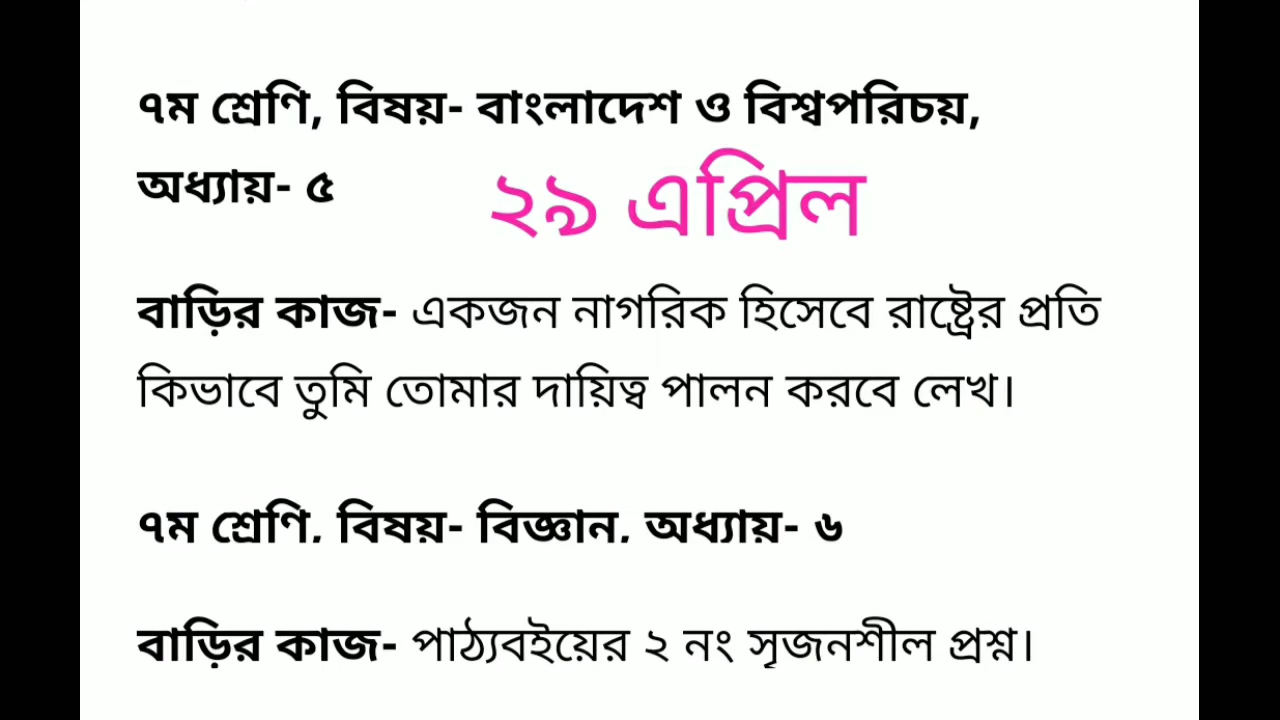 ৭ম শ্রেণি, বিষয়- বাংলাদেশ ও বিশ্বপরিচয়,
অধ্যায়- ৫
২৯ এপ্রিল
বাড়ির কাজ- একজন নাগরিক হিসেবে রাষ্ট্রের প্রতি
কিভাবে তুমি তোমার দায়িত্ব পালন করবে লেখ।
৭ম শ্রেণি, বিষয়- বিজ্ঞান, অধ্যায়- ৬
বাড়ির কাজ- পাঠ্যবইয়ের ২ নং সৃজনশীল প্রশ্ন।